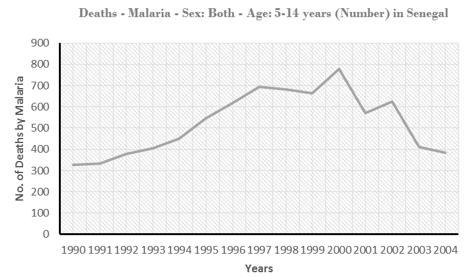 Deaths - Malaria - Sex: Both - Age: 5-14 years (Number) in Senegal
900
800
700
600
500
400
300
200
100
0
No. of Deaths by Malaria
1990 1991 1992 1993 1994 1995 1996 1997 1998 1999 2000 2001 2002 2003 2004
Years